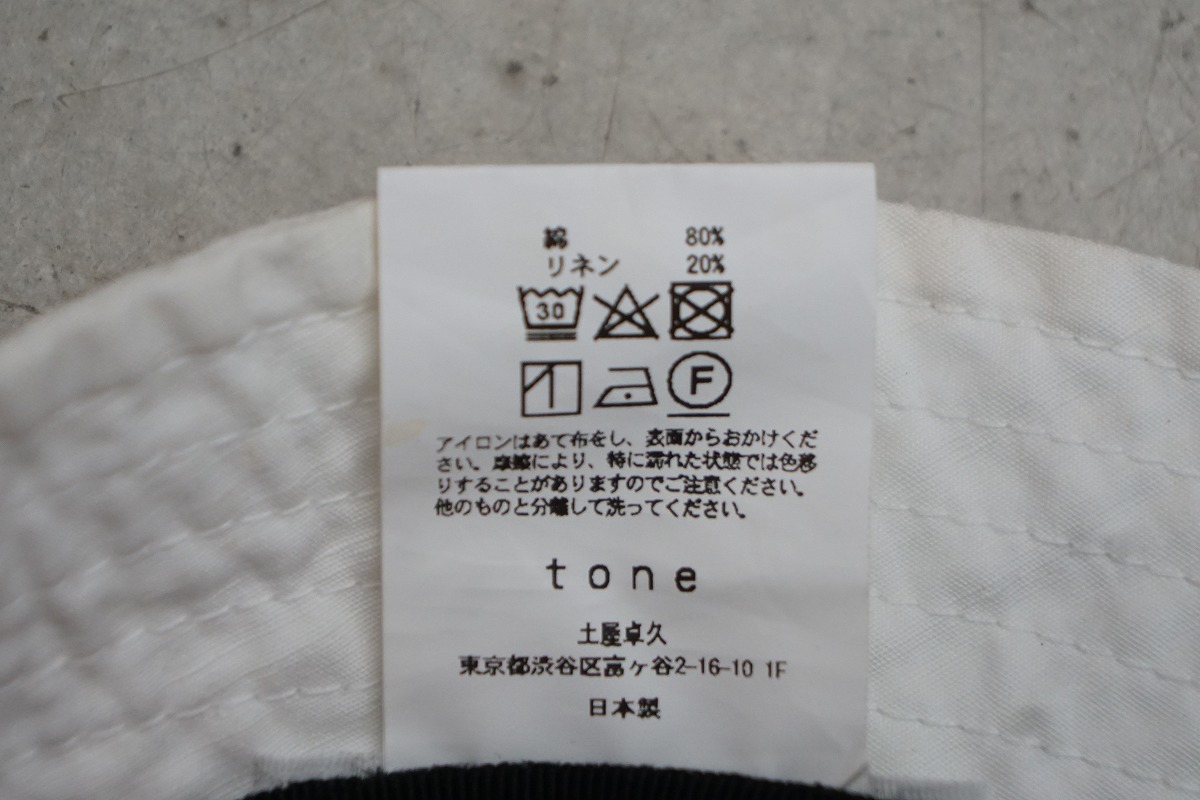 綿 80%
リネン 20%
30
F
アイロンはあて布をし、表面からおかけくだ
さい。摩擦により、特に濡れた状態では色移
りすることがありますのでご注意ください。
他のものと分離して洗ってください。
tone
土屋卓久
東京都渋谷区富ヶ谷2-16-10 1F
日本製